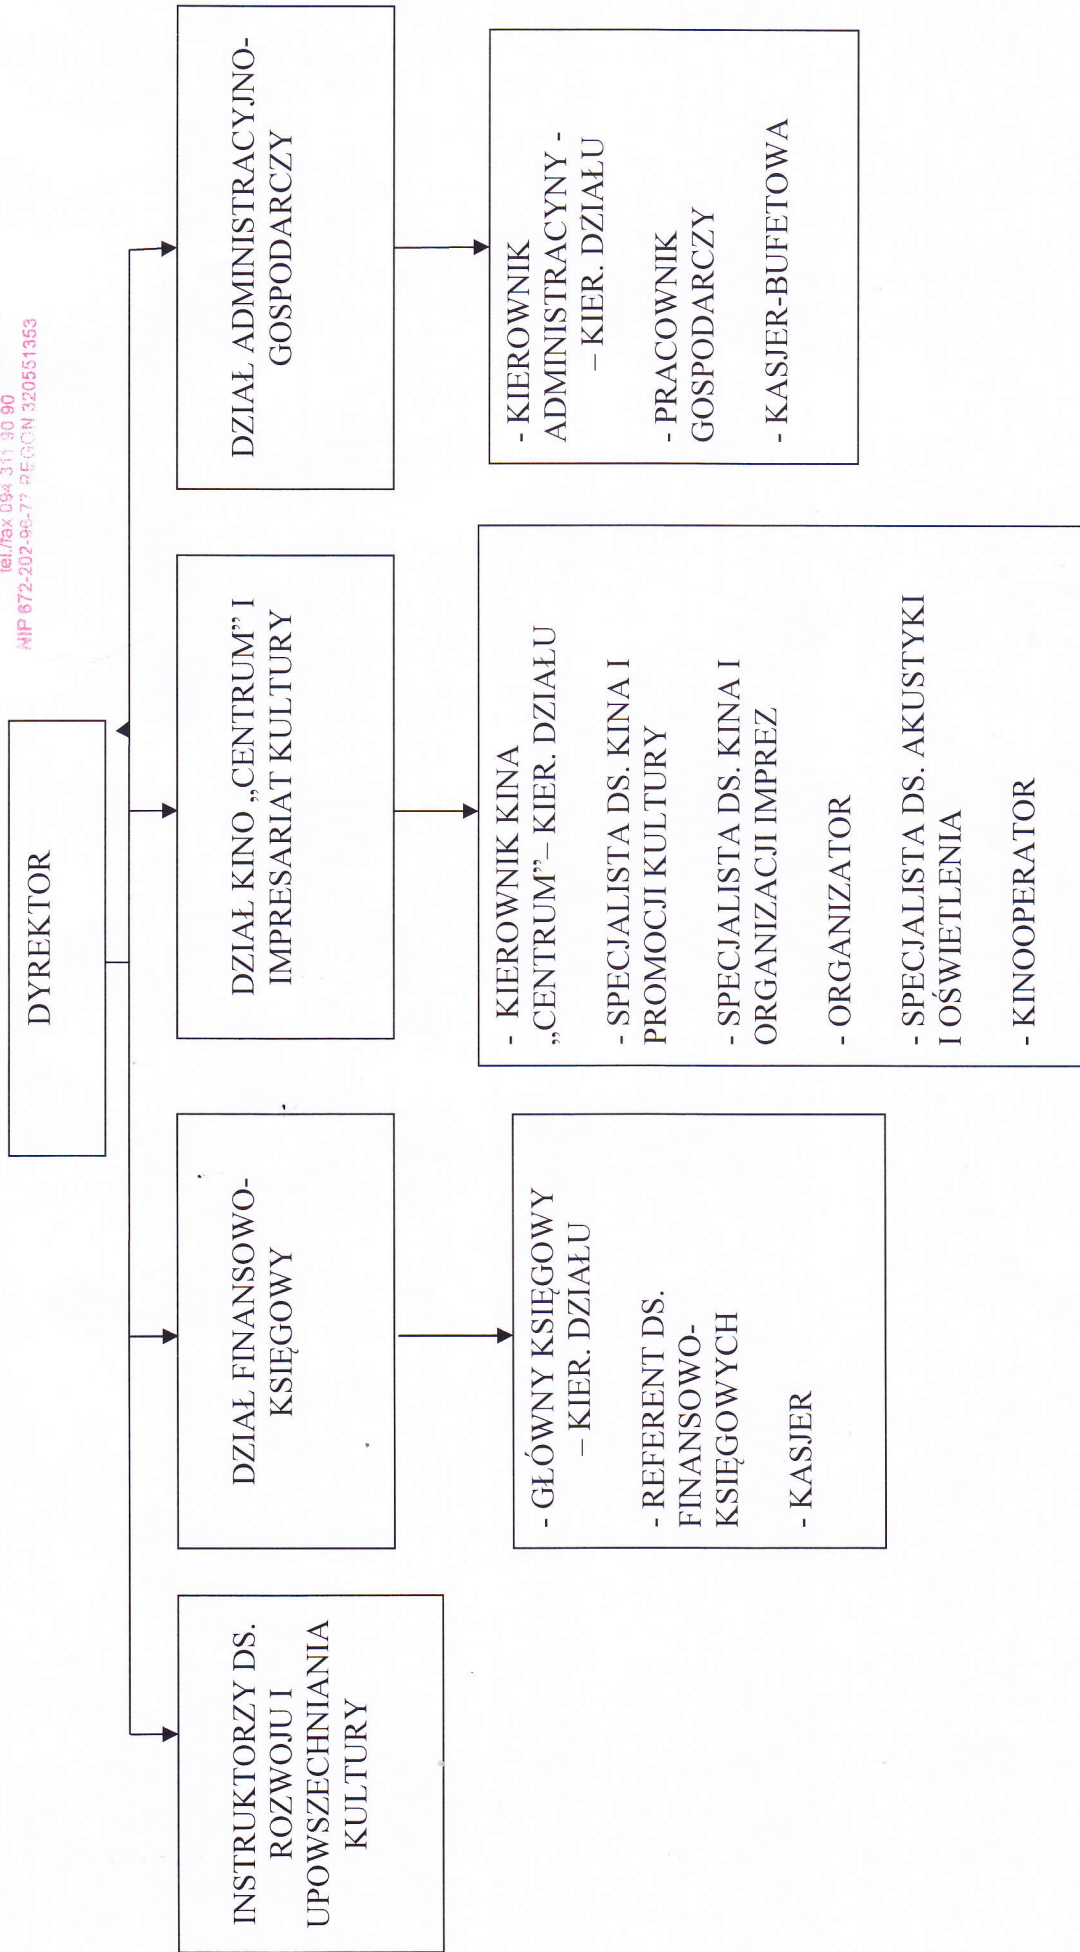 tel./fax 094 311 90 90
NIP 672-202-96-77 REGON 320551353
DYREKTOR
INSTRUKTORZY DS.
ROZWOJU I
UPOWSZECHNIANIA
KULTURY
DZIAŁ FINANSOWO-
KSIĘGOWY
DZIAŁ KINO „CENTRUM” I
IMPRESARIAT KULTURY
DZIAŁ ADMINISTRACYJNO-
GOSPODARCZY
- GŁÓWNY KSIĘGOWY
– KIER. DZIAŁU
- REFERENT DS.
FINANSOWO-
KSIĘGOWYCH
- KASJER
- KIEROWNIK KINA
„CENTRUM”– KIER. DZIAŁU
- SPECJALISTA DS. KINA I
PROMOCJI KULTURY
- SPECJALISTA DS. KINA I
ORGANIZACJI IMPREZ
- ORGANIZATOR
- SPECJALISTA DS. AKUSTYKI
I OŚWIETLENIA
- KINOOPERATOR
- KIEROWNIK
ADMINISTRACYNY -
– KIER. DZIAŁU
- PRACOWNIK
GOSPODARCZY
- KASJER-BUFETOWA